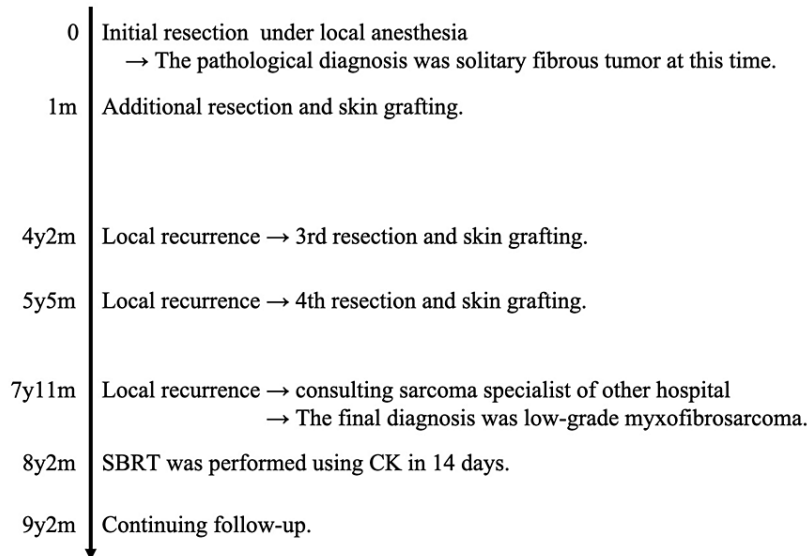 0 Initial resection under local anesthesia
→ The pathological diagnosis was solitary fibrous tumor at this time.
1m Additional resection and skin grafting.
4y2m Local recurrence → 3rd resection and skin grafting.
5y5m Local recurrence → 4th resection and skin grafting.
7y11m Local recurrence → consulting sarcoma specialist of other hospital
→ The final diagnosis was low-grade myxofibrosarcoma.
8y2m SBRT was performed using CK in 14 days.
9y2m Continuing follow-up.